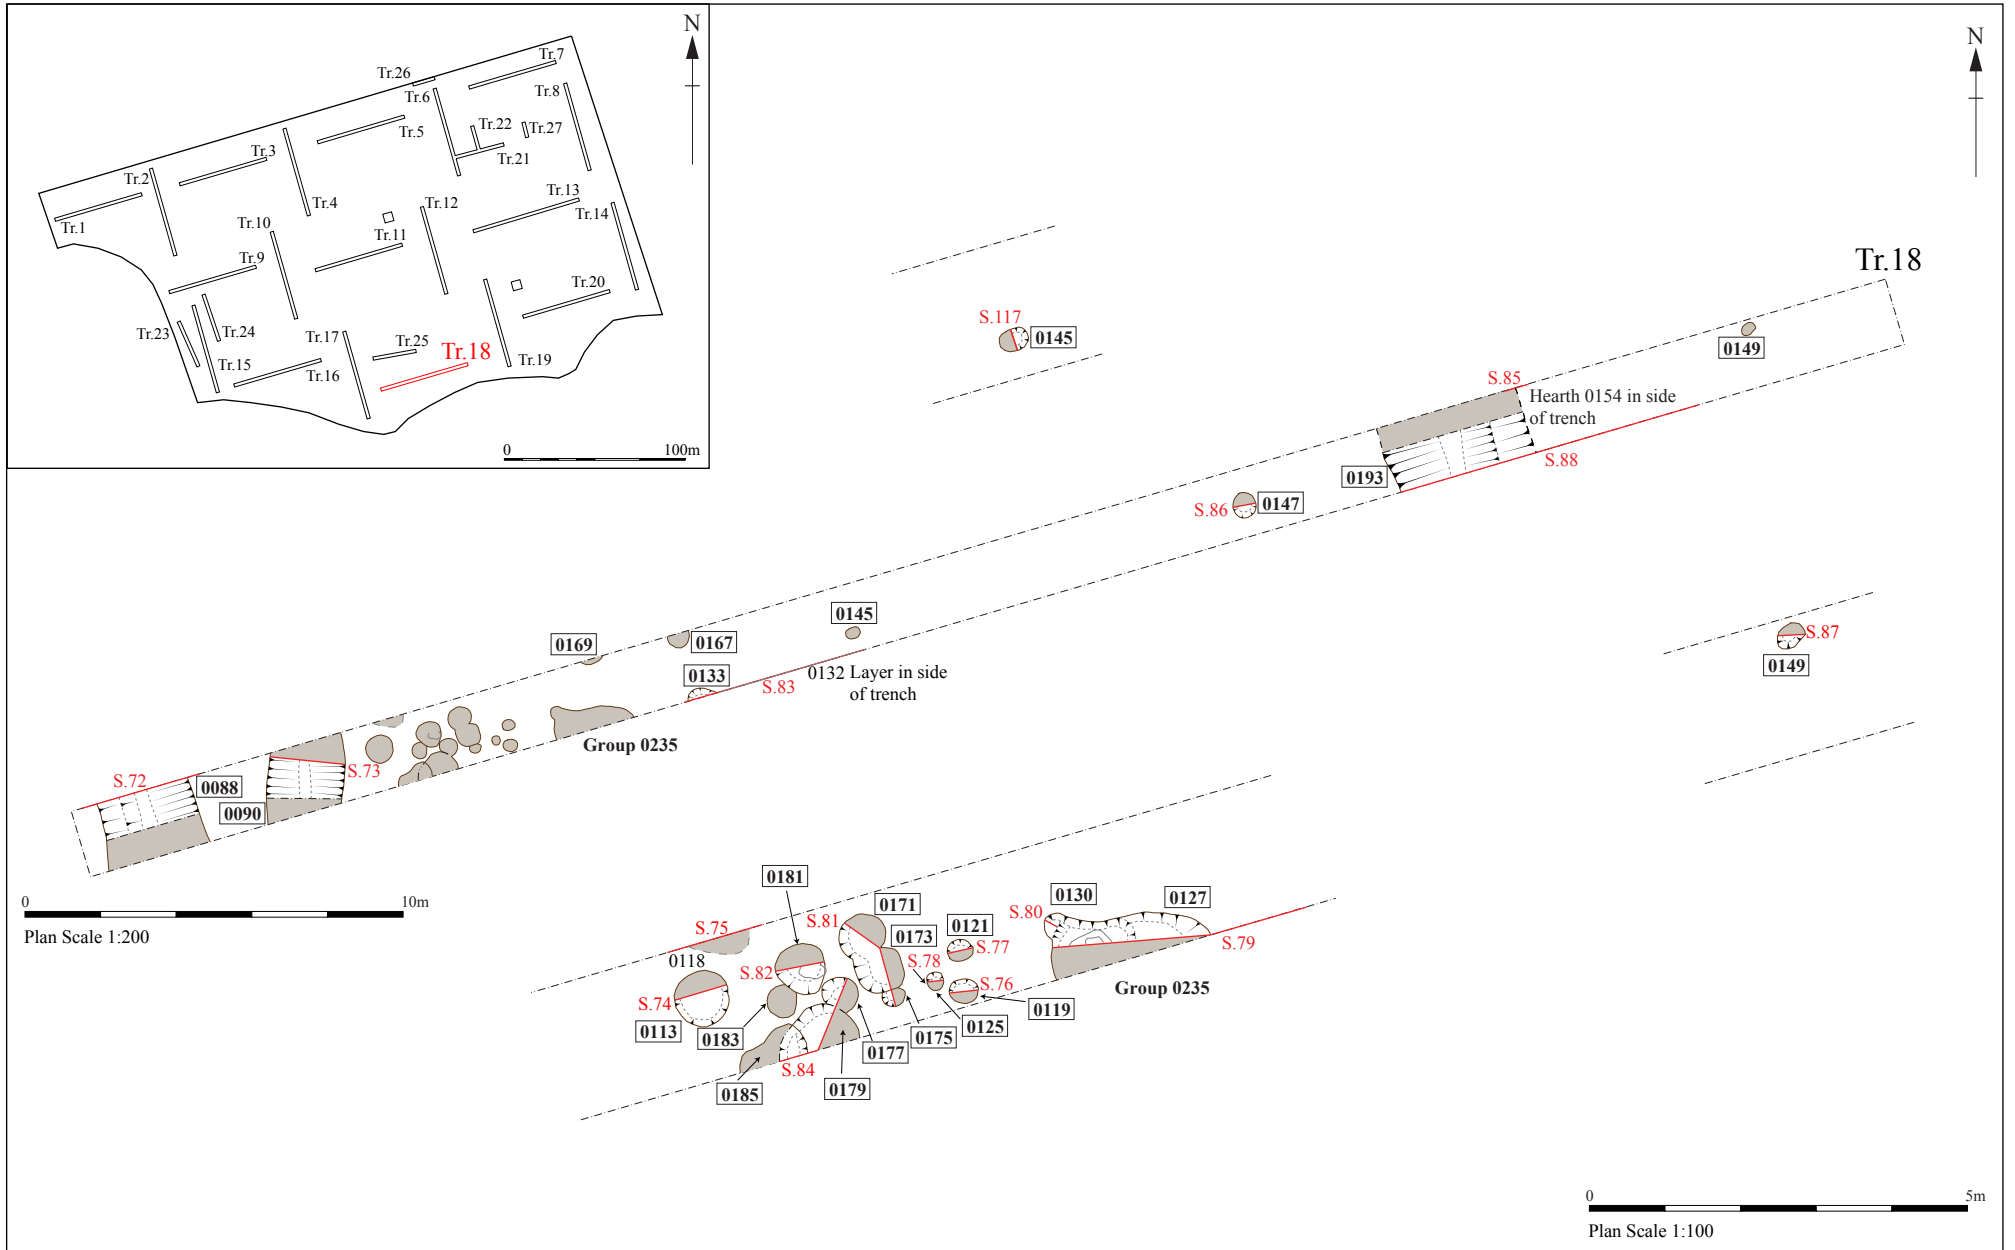 N
Tr.26
Tr.7
Tr.6
Tr.8
Tr.5
Tr.22
Tr.27
Tr.21
Tr.3
Tr.2
Tr.4
Tr.1
Tr.10
Tr.12
Tr.13
Tr.14
Tr.11
Tr.9
Tr.20
Tr.23
Tr.24
Tr.17
Tr.25
Tr.18
Tr.19
Tr.15
Tr.16
0 100m
N
Tr.18
S.117
0145
0149
S.85
Hearth 0154 in side
of trench
S.88
0193
S.86
0147
0145
0169
0167
0133
0132 Layer in side
of trench
S.83
Group 0235
S.87
0149
S.72
0088
S.73
0090
0 10m
Plan Scale 1:200
0181
S.75
S.81
0171
0173
0121
S.80
0130
0127
S.77
S.78
S.79
0118
S.82
S.76
S.74
Group 0235
0113
0183
0119
0125
0175
0177
S.84
0185
0179
0 5m
Plan Scale 1:100